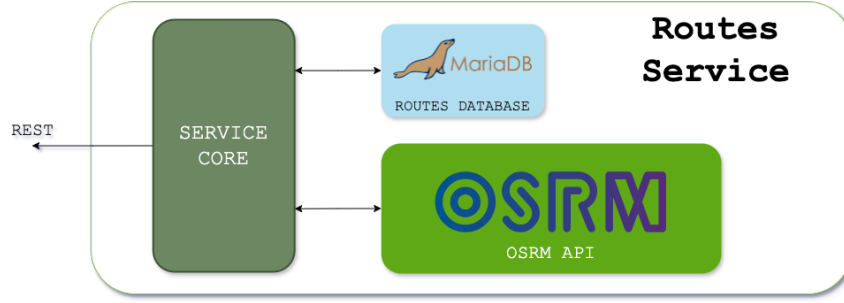 Routes
Service
MariaDB
ROUTES DATABASE
REST
SERVICE
CORE
OSRM
OSRM API